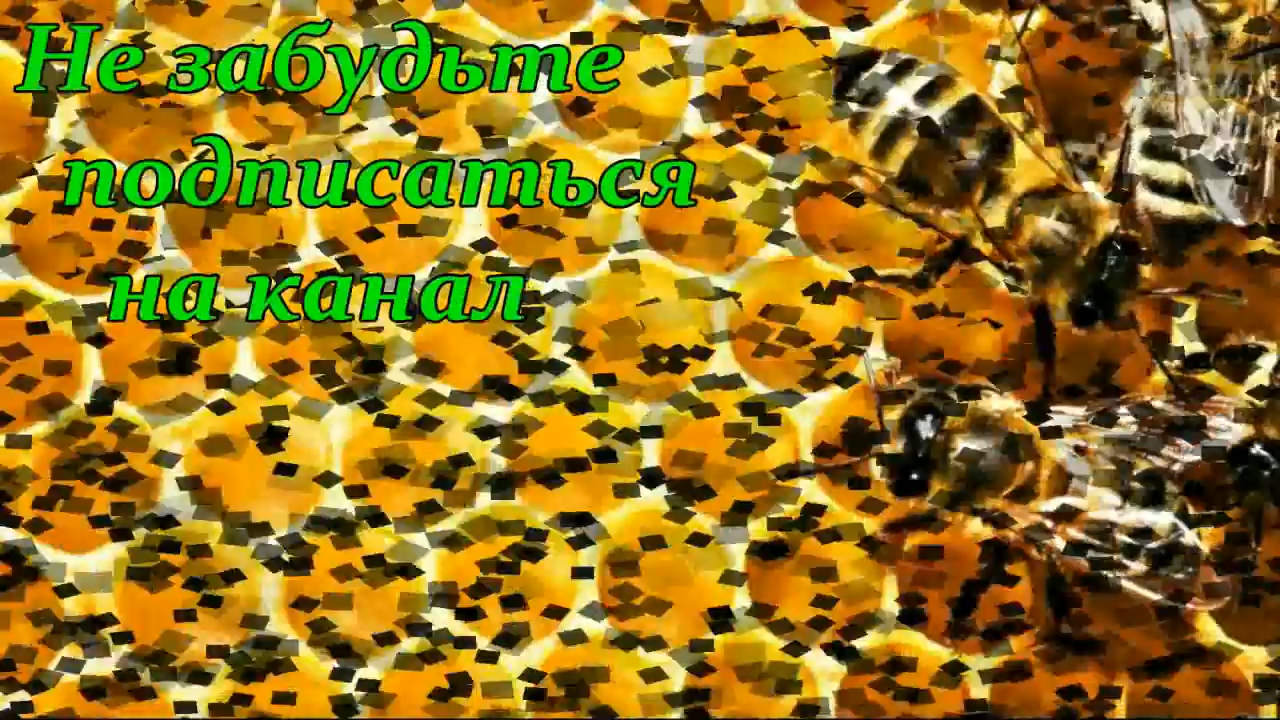 Не забудьте
подписаться
на канал